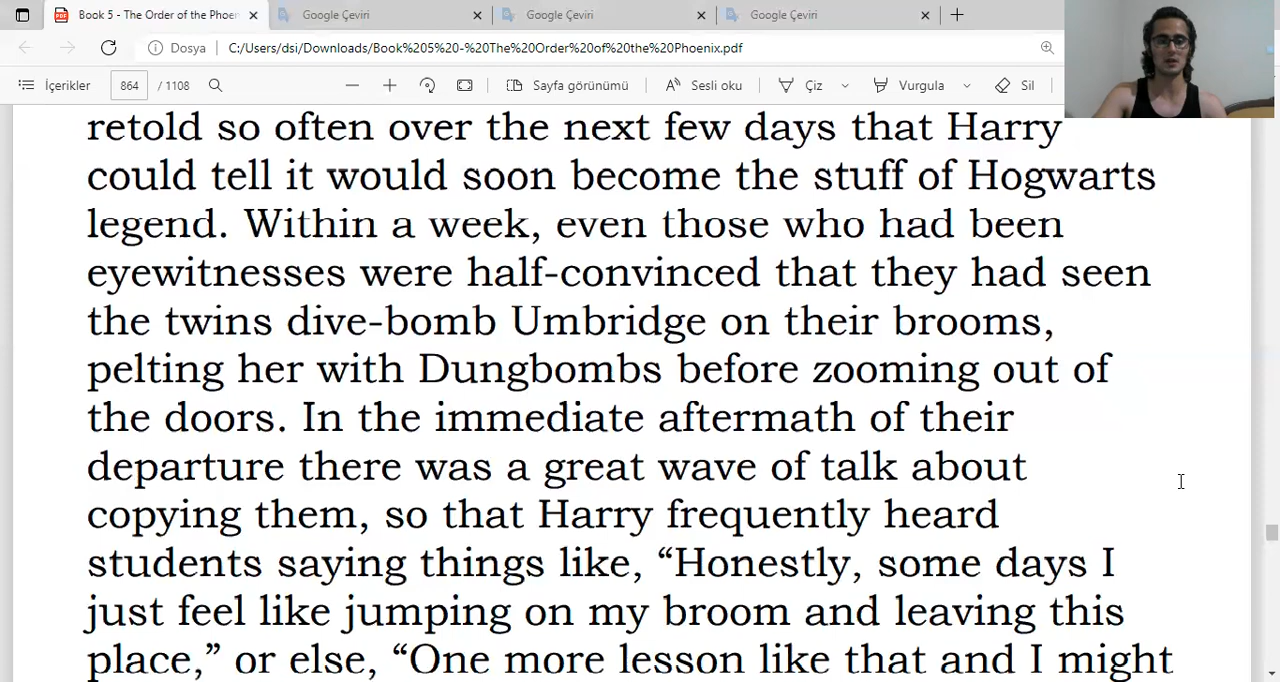 Book 5 - The Order of the Phoen
Google Çeviri
Google Çeviri
Google Çeviri
Dosya
C:/Users/dsi/Downloads/Book%205%20-%20The%20Order%20of%20the%20Phoenix.pdf
İçerikler
864
/ 1108
Sayfa görünümü
Sesli oku
Çiz
Vurgula
Sil
retold so often over the next few days that Harry
could tell it would soon become the stuff of Hogwarts
legend. Within a week, even those who had been
eyewitnesses were half-convinced that they had seen
the twins dive-bomb Umbridge on their brooms,
pelting her with Dungbombs before zooming out of
the doors. In the immediate aftermath of their
departure there was a great wave of talk about
copying them, so that Harry frequently heard
students saying things like, “Honestly, some days I
just feel like jumping on my broom and leaving this
place,” or else, “One more lesson like that and I might